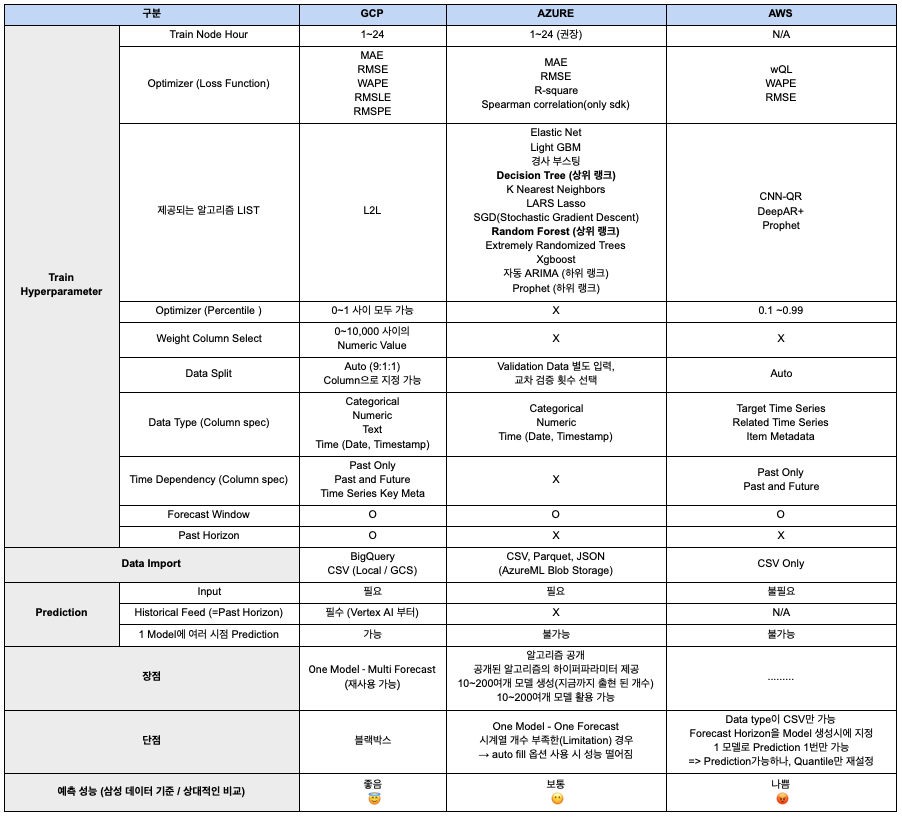 구분 GCP AZURE AWS
Train Hyperparameter
Train Node Hour 1~24 1~24 (권장) N/A
Optimizer (Loss Function)
MAE
RMSE
WAPE
RMSLE
RMSPE
MAE
RMSE
R-square
Spearman correlation(only sdk)
wQL
WAPE
RMSE
제공되는 알고리즘 LIST
L2L
Elastic Net
Light GBM
경사 부스팅
Decision Tree (상위 랭크)
K Nearest Neighbors
LARS Lasso
SGD(Stochastic Gradient Descent)
Random Forest (상위 랭크)
Extremely Randomized Trees
Xgboost
자동 ARIMA (하위 랭크)
Prophet (하위 랭크)
CNN-QR
DeepAR+
Prophet
Optimizer (Percentile ) 0~1 사이 모두 가능 X 0.1 ~0.99
Weight Column Select
0~10,000 사이의
Numeric Value
X X
Data Split
Auto (9:1:1)
Column으로 지정 가능
Validation Data 별도 입력,
교차 검증 횟수 선택
Auto
Data Type (Column spec)
Categorical
Numeric
Text
Time (Date, Timestamp)
Categorical
Numeric
Time (Date, Timestamp)
Target Time Series
Related Time Series
Item Metadata
Time Dependency (Column spec)
Past Only
Past and Future
Time Series Key Meta
X
Past Only
Past and Future
Forecast Window O O O
Past Horizon O X X
Data Import
BigQuery
CSV (Local / GCS)
CSV, Parquet, JSON
(AzureML Blob Storage)
CSV Only
Prediction
Input 필요 필요 불필요
Historical Feed (=Past Horizon) 필수 (Vertex AI 부터) X N/A
1 Model에 여러 시점 Prediction 가능 불가능 불가능
장점
One Model - Multi Forecast
(재사용 가능)
알고리즘 공개
공개된 알고리즘의 하이퍼파라미터 제공
10~200여개 모델 생성(지금까지 출현 된 개수)
10~200여개 모델 활용 가능
.........
단점
블랙박스
One Model - One Forecast
시계열 개수 부족한(Limitation) 경우
→ auto fill 옵션 사용 시 성능 떨어짐
Data type이 CSV만 가능
Forecast Horizon을 Model 생성시에 지정
1 모델로 Prediction 1번만 가능
=> Prediction가능하나, Quantile만 재설정
예측 성능 (삼성 데이터 기준 / 상대적인 비교)
좋음
😇
보통
😶
나쁨
😡